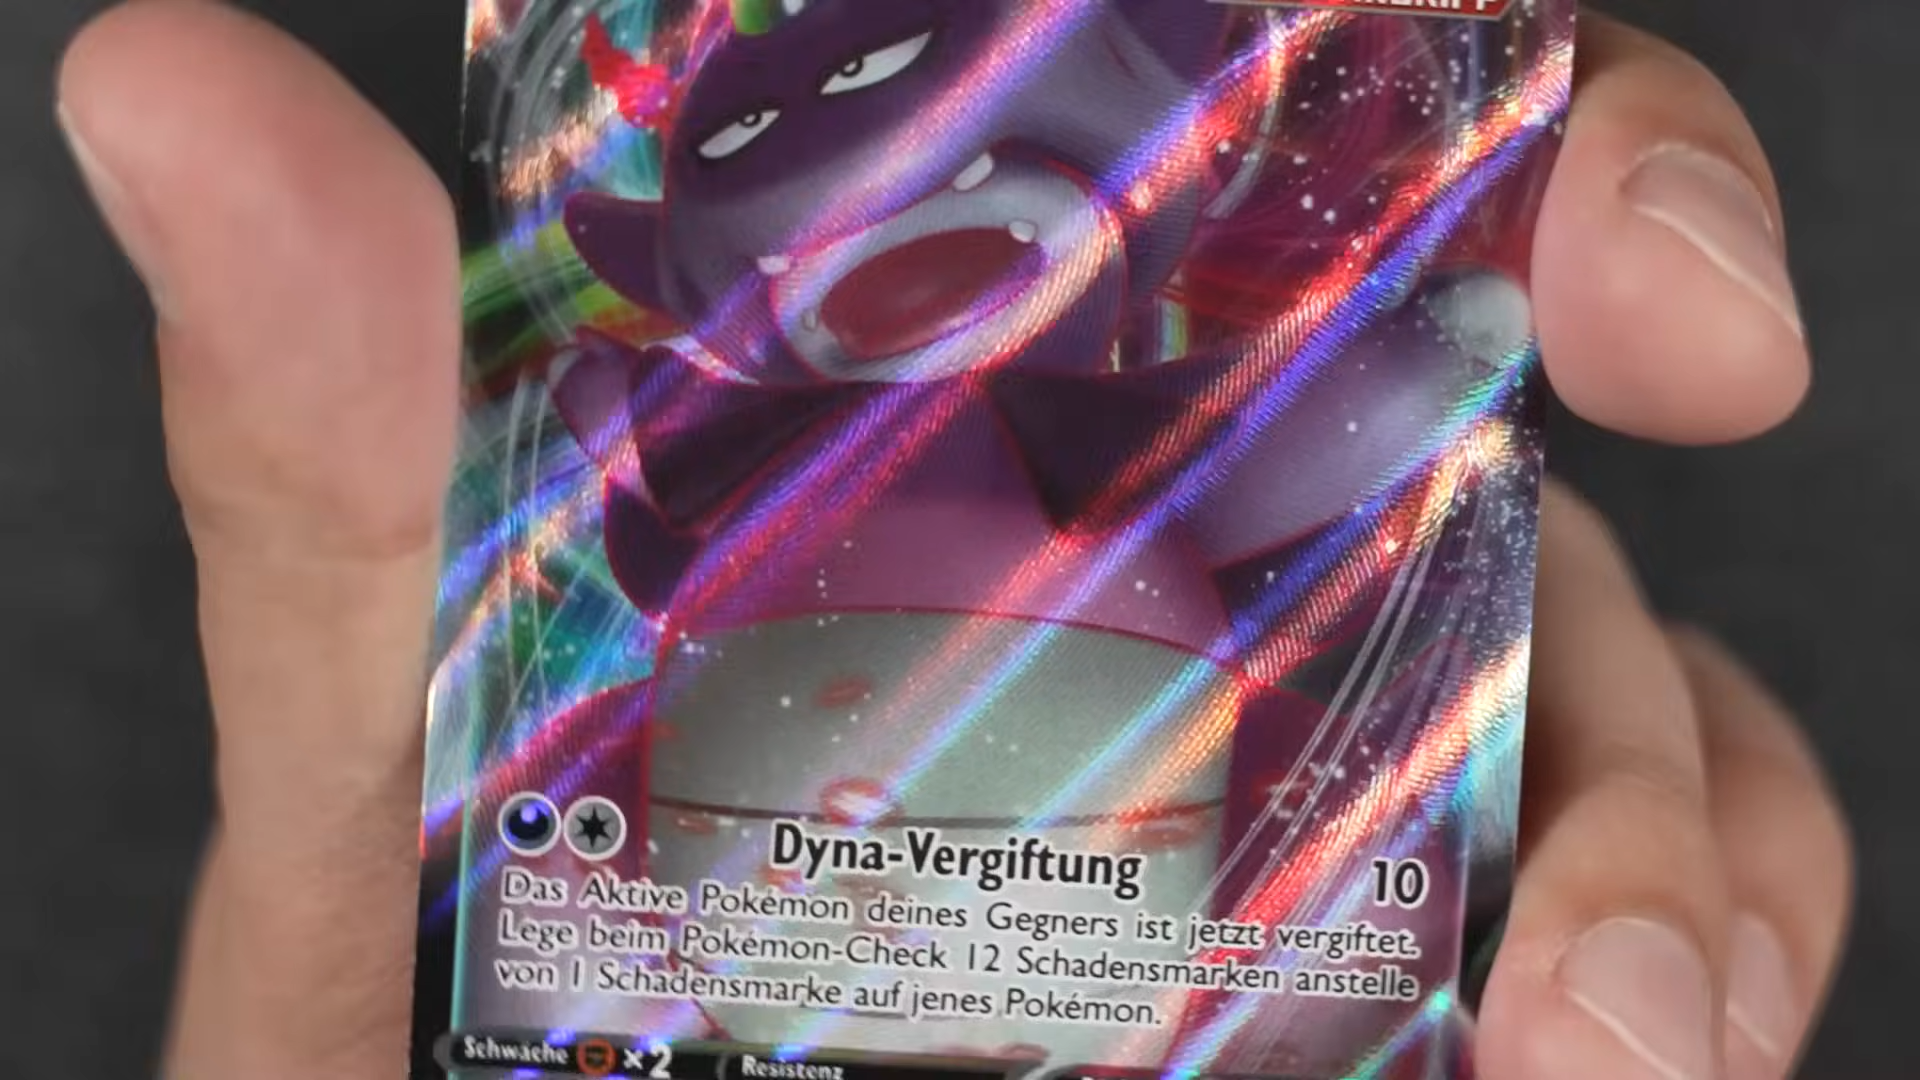 Dyna-Vergiftung
10
Das Aktive Pokémon deines Gegners ist jetzt vergiftet.
Lege beim Pokémon-Check 12 Schadensmarken anstelle
von 1 Schadensmarke auf jenes Pokémon.
Schwäche ×2
Resistenz